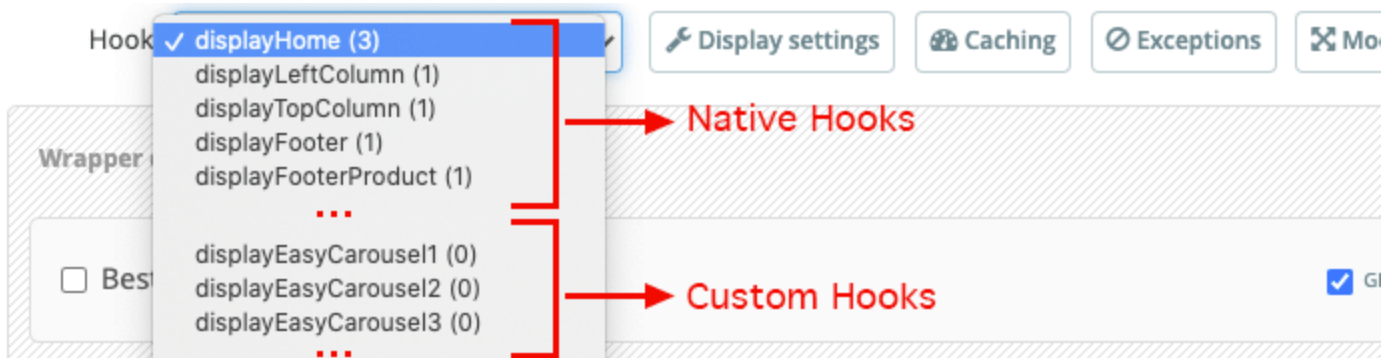 Hook ✓ displayHome (3) Display settings Caching Exceptions
displayLeftColumn (1)
displayTopColumn (1)
Native Hooks
displayFooter (1)
Wrapper
displayFooterProduct (1)
...
displayEasyCarousel1 (0)
displayEasyCarousel2 (0)
Custom Hooks
displayEasyCarousel3 (0)
...